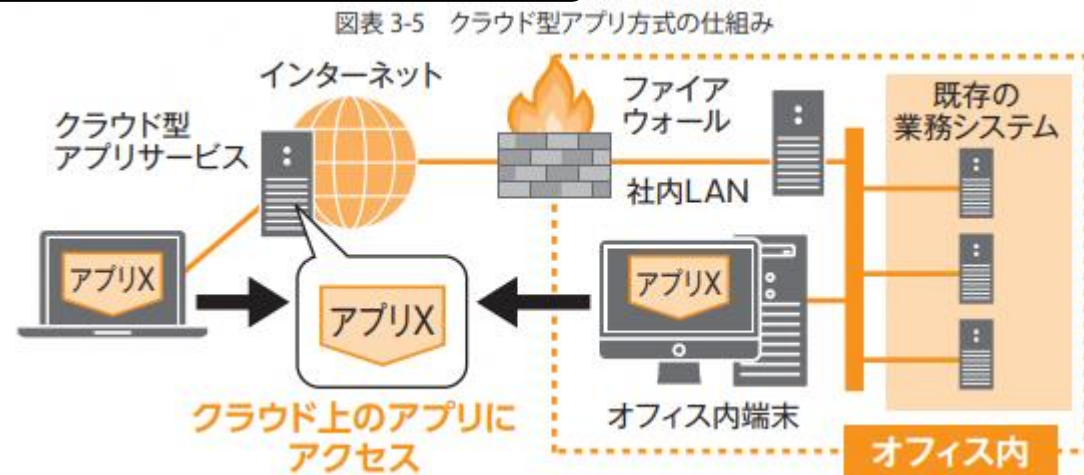 図表 3-5 クラウド型アプリ方式の仕組み
インターネット
クラウド型
アプリサービス
ファイア
ウォール
社内LAN
既存の
業務システム
アプリX
アプリX
アプリX
クラウド上のアプリに
アクセス
オフィス内端末
オフィス内